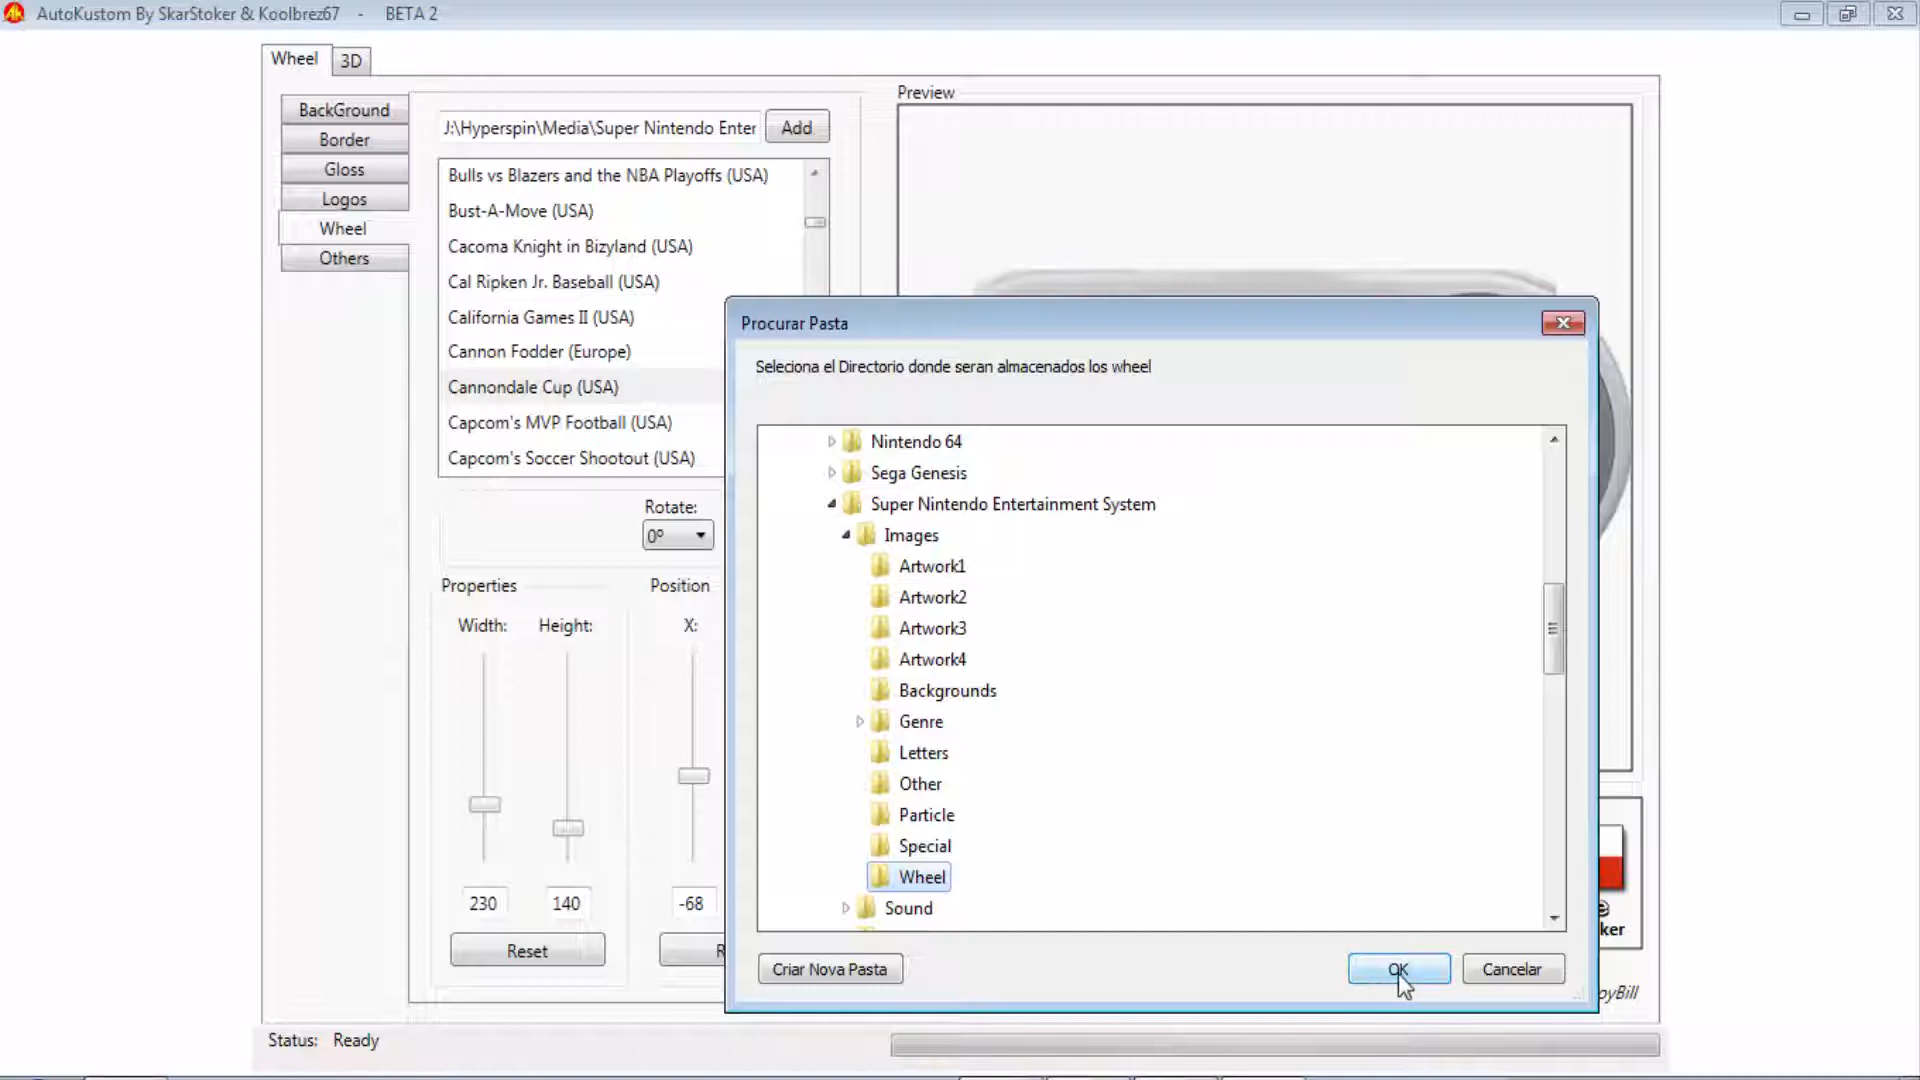 AutoKustom By SkarStoker & Koolbrez67 - BETA 2
Wheel
3D
BackGround
Border
Gloss
Logos
Wheel
Others
J:\Hyperspin\Media\Super Nintendo Enter
Add
Bulls vs Blazers and the NBA Playoffs (USA)
Bust-A-Move (USA)
Cacoma Knight in Bizyland (USA)
Cal Ripken Jr. Baseball (USA)
California Games II (USA)
Cannon Fodder (Europe)
Cannondale Cup (USA)
Capcom's MVP Football (USA)
Capcom's Soccer Shootout (USA)
Rotate:
0º
Properties
Position
Width:
Height:
X:
230
140
-68
Reset
R
Preview
Procurar Pasta
Seleciona el Directorio donde seran almacenados los wheel
Nintendo 64
Sega Genesis
Super Nintendo Entertainment System
Images
Artwork1
Artwork2
Artwork3
Artwork4
Backgrounds
Genre
Letters
Other
Particle
Special
Wheel
Sound
Criar Nova Pasta
OK
Cancelar
e
ker
oyBill
Status: Ready